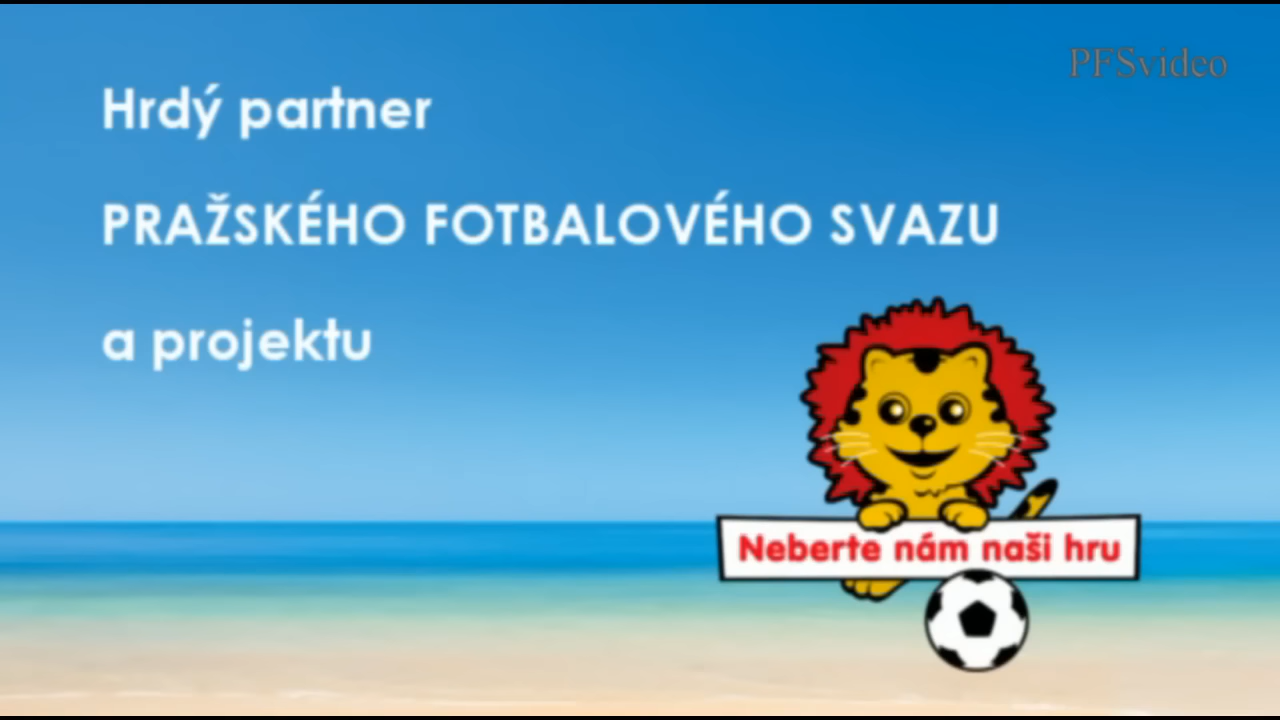 PFSvideo
Hrdý partner
PRAŽSKÉHO FOTBALOVÉHO SVAZU
a projektu
Neberte nám naši hru